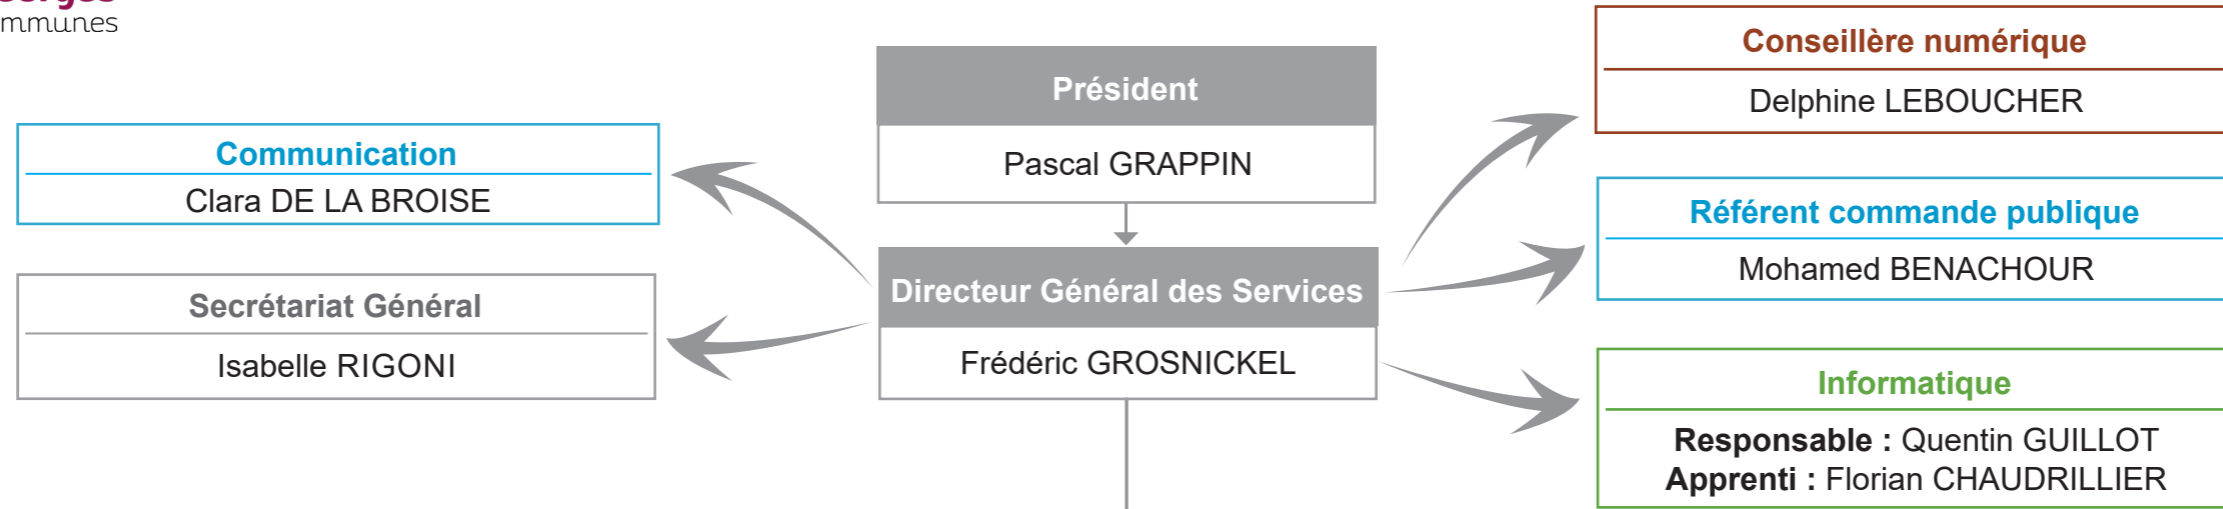 Président
Pascal GRAPPIN
Directeur Général des Services
Frédéric GROSNICKEL
Communication
Clara DE LA BROISE
Secrétariat Général
Isabelle RIGONI
Conseillère numérique
Delphine LEBOUCHER
Référent commande publique
Mohamed BENACHOUR
Informatique
Responsable : Quentin GUILLOT
Apprenti : Florian CHAUDRILLIER